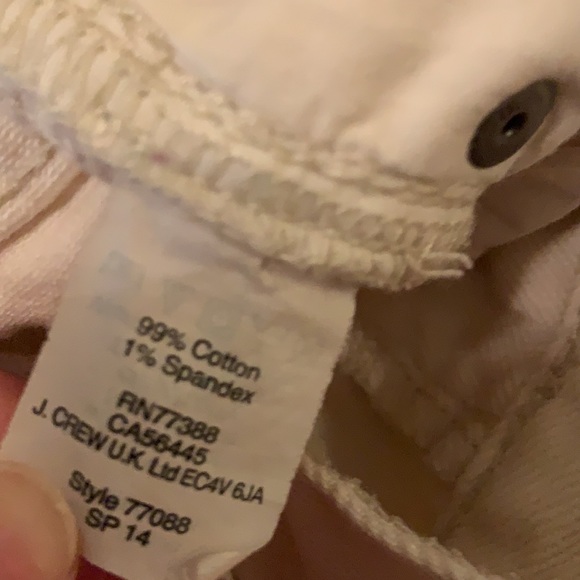 99% Cotton
1% Spandex
RN77388
CA56445
J. CREW U.K. Ltd EC4V 6JA
Style 77088
SP 14